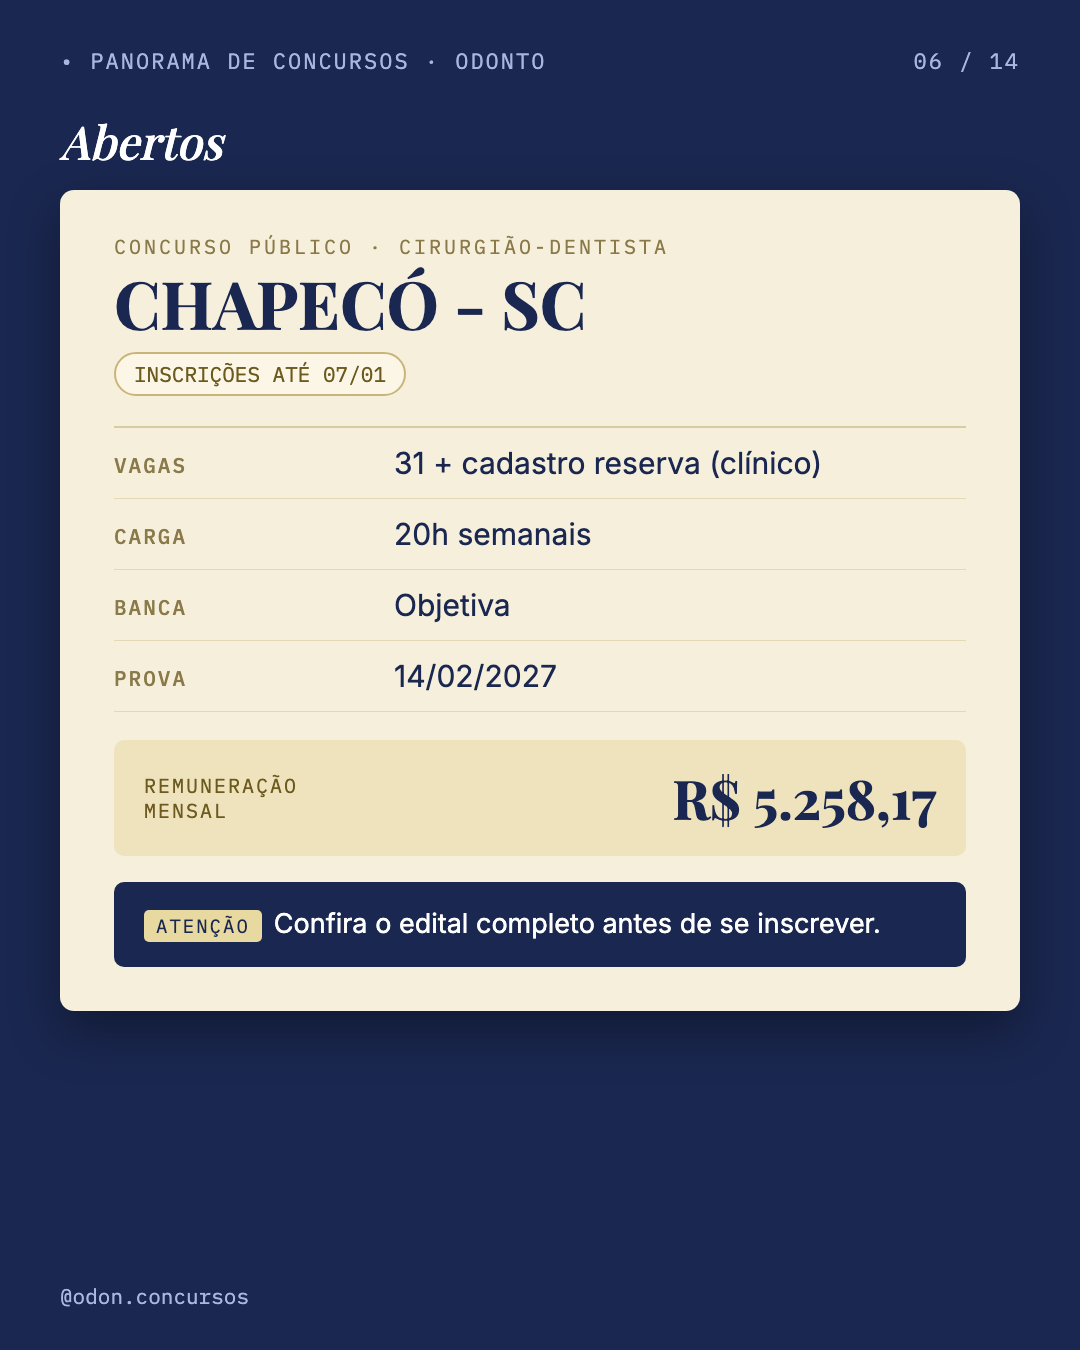 • PANORAMA DE CONCURSOS · ODONTO
06 / 14
Abertos
CONCURSO PÚBLICO · CIRURGIÃO-DENTISTA
CHAPECÓ - SC
INSCRIÇÕES ATÉ 07/01
VAGAS 31 + cadastro reserva (clínico)
CARGA 20h semanais
BANCA Objetiva
PROVA 14/02/2027
REMUNERAÇÃO
MENSAL
R$ 5.258,17
ATENÇÃO Confira o edital completo antes de se inscrever.
@odon.concursos